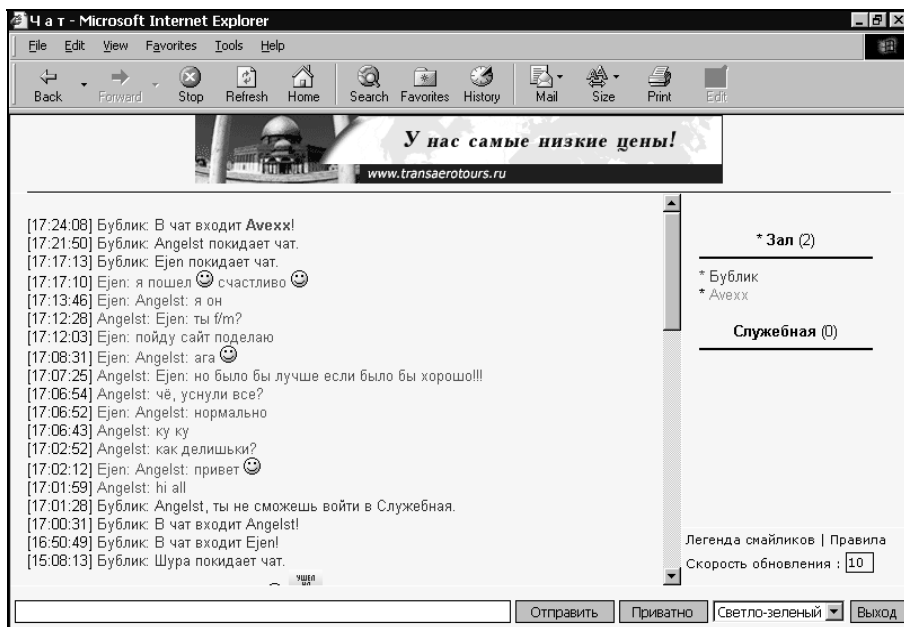 Ч а т - Microsoft Internet Explorer
File Edit View Favorites Tools Help
Back Forward Stop Refresh Home Search Favorites History Mail Size Print Edit
У нас самые низкие цены!
www.transaerotours.ru
[17:24:08] Бублик: В чат входит Avexx!
[17:21:50] Бублик: Angelst покидает чат.
[17:17:13] Бублик: Ejen покидает чат.
[17:17:10] Ejen: я пошел счастливо
[17:13:46] Ejen: Angelst: я он
[17:12:28] Angelst: Ejen: ты f/m?
[17:12:03] Ejen: пойду сайт поделаю
[17:08:31] Ejen: Angelst: ага
[17:07:25] Angelst: Ejen: но было бы лучше если было бы хорошо!!!
[17:06:54] Angelst: чё, уснули все?
[17:06:52] Ejen: Angelst: нормально
[17:06:43] Angelst: ку ку
[17:02:52] Angelst: как делишьки?
[17:02:12] Ejen: Angelst: привет
[17:01:59] Angelst: hi all
[17:01:28] Бублик: Angelst, ты не сможешь войти в Служебная.
[17:00:31] Бублик: В чат входит Angelst!
[16:50:49] Бублик: В чат входит Ejen!
[15:08:13] Бублик: Шура покидает чат.
ушел
* Зал (2)
* Бублик
* Avexx
Служебная (0)
Легенда смайликов | Правила
Скорость обновления : 10
Отправить Приватно Светло-зеленый Выход